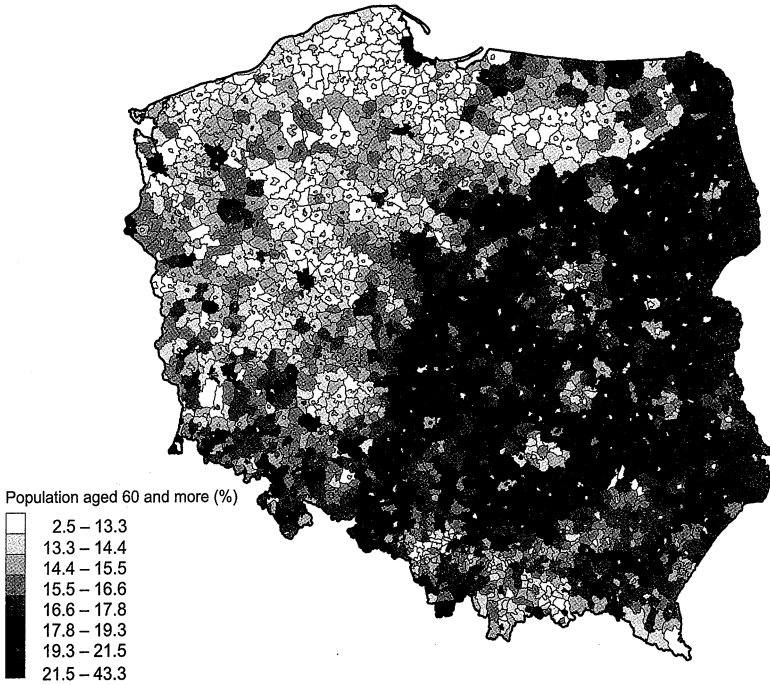 Population aged 60 and more (%)
2.5 – 13.3
13.3 – 14.4
14.4 – 15.5
15.5 – 16.6
16.6 – 17.8
17.8 – 19.3
19.3 – 21.5
21.5 – 43.3